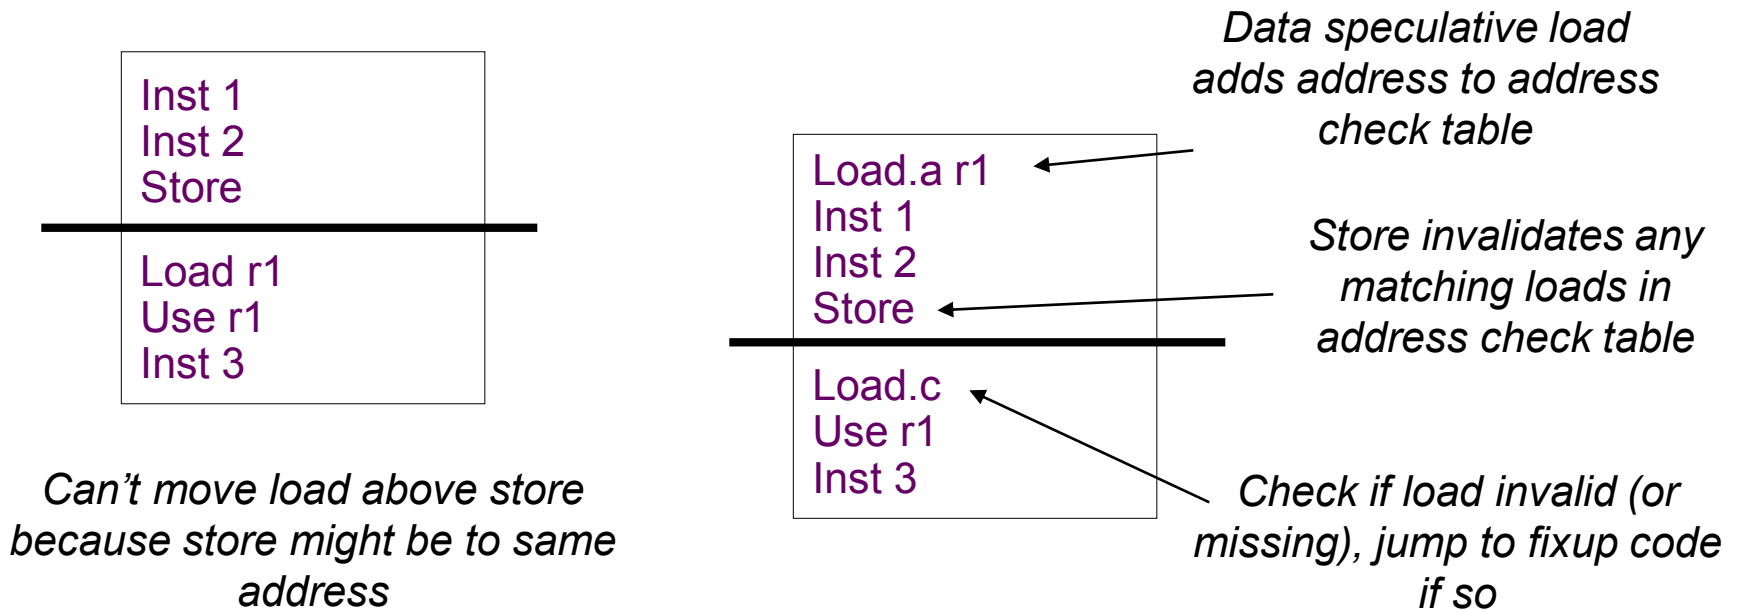 Inst 1
Inst 2
Store
Load r1
Use r1
Inst 3
Can’t move load above store
because store might be to same
address
Load.a r1
Inst 1
Inst 2
Store
Load.c
Use r1
Inst 3
Data speculative load
adds address to address
check table
Store invalidates any
matching loads in
address check table
Check if load invalid (or
missing), jump to fixup code
if so